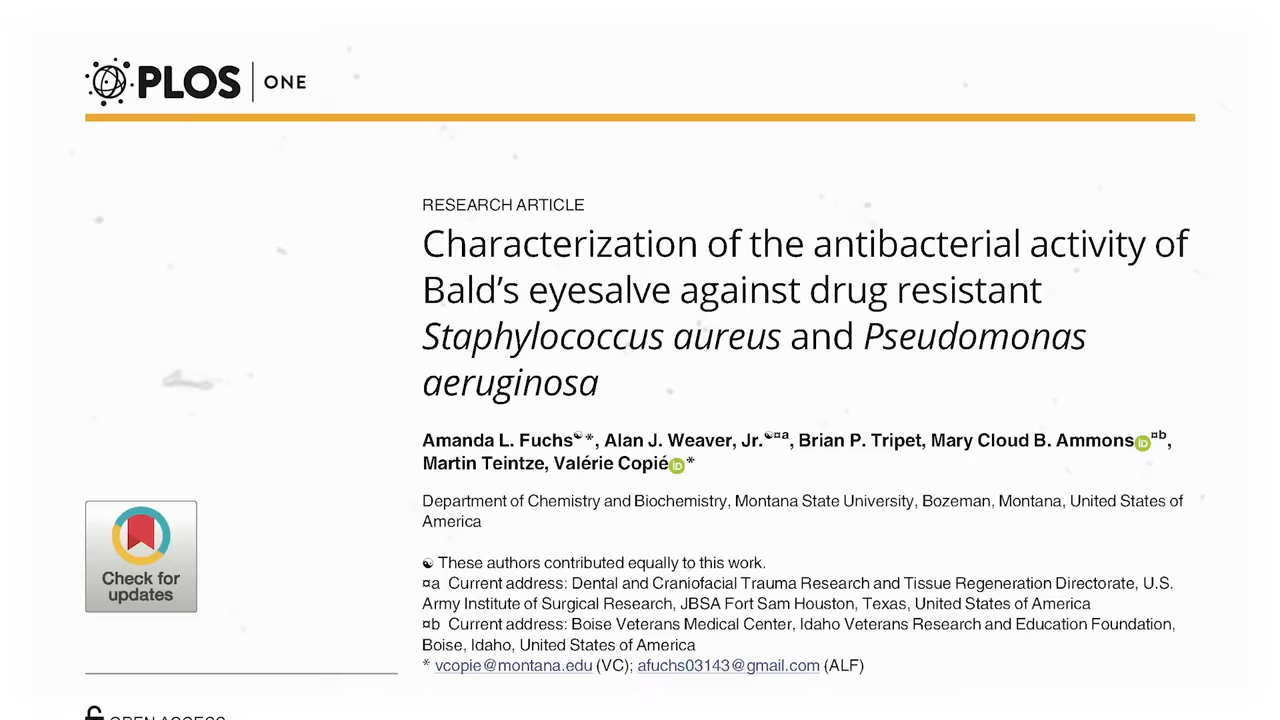 PLOS ONE
RESEARCH ARTICLE
Characterization of the antibacterial activity of
Bald's eyesalve against drug resistant
Staphylococcus aureus and Pseudomonas
aeruginosa
Amanda L. Fuchs☯*, Alan J. Weaver, Jr.☯¤a, Brian P. Tripet, Mary Cloud B. Ammons iD ¤b,
Martin Teintze, Valérie Copié iD *
Department of Chemistry and Biochemistry, Montana State University, Bozeman, Montana, United States of
America
☯ These authors contributed equally to this work.
¤a Current address: Dental and Craniofacial Trauma Research and Tissue Regeneration Directorate, U.S.
Army Institute of Surgical Research, JBSA Fort Sam Houston, Texas, United States of America
¤b Current address: Boise Veterans Medical Center, Idaho Veterans Research and Education Foundation,
Boise, Idaho, United States of America
* vcopie@montana.edu (VC); afuchs03143@gmail.com (ALF)
Check for
updates
OPEN ACCESS